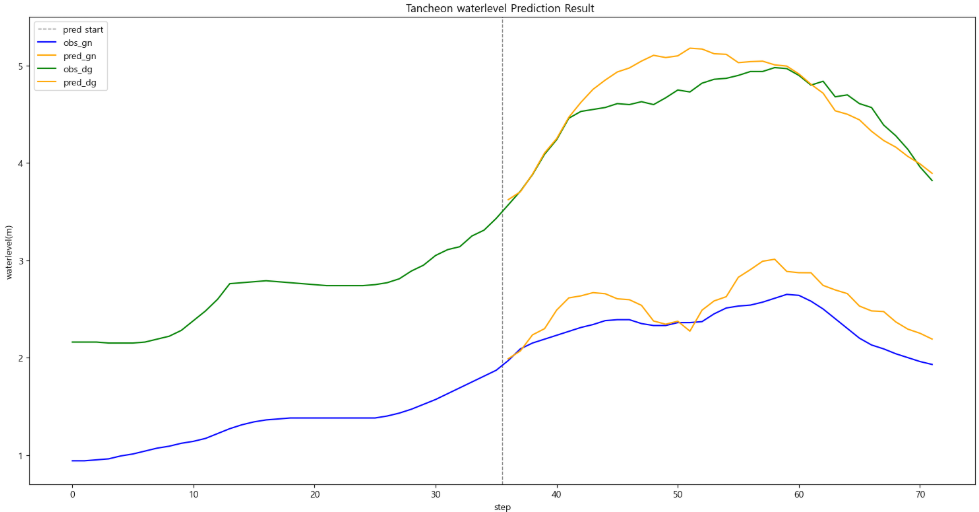 Tancheon waterlevel Prediction Result
pred start
obs_gn
pred_gn
obs_dg
pred_dg
waterlevel(m)
5
4
3
2
1
0 10 20 30 40 50 60 70
step